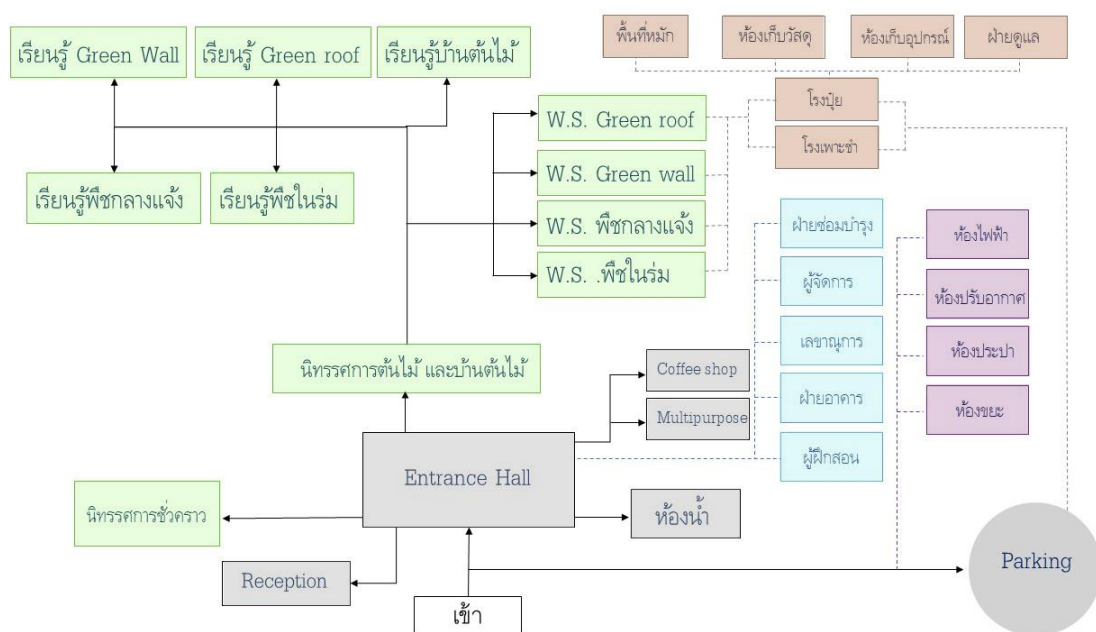 เรียนรู้ Green Wall
เรียนรู้ Green roof
เรียนรู้บ้านต้นไม้
พื้นที่หมัก
ห้องเก็บวัสดุ
ห้องเก็บอุปกรณ์
ฝ่ายดูแล
โรงปุ๋ย
โรงเพาะชำ
W.S. Green roof
W.S. Green wall
W.S. พืชกลางแจ้ง
W.S. .พืชในร่ม
เรียนรู้พืชกลางแจ้ง
เรียนรู้พืชในร่ม
ฝ่ายซ่อมบำรุง
ผู้จัดการ
เลขาณุการ
ฝ่ายอาคาร
ผู้ฝึกสอน
ห้องไฟฟ้า
ห้องปรับอากาศ
ห้องประปา
ห้องขยะ
นิทรรศการต้นไม้ และบ้านต้นไม้
Coffee shop
Multipurpose
Entrance Hall
นิทรรศการชั่วคราว
ห้องน้ำ
Reception
เข้า
Parking